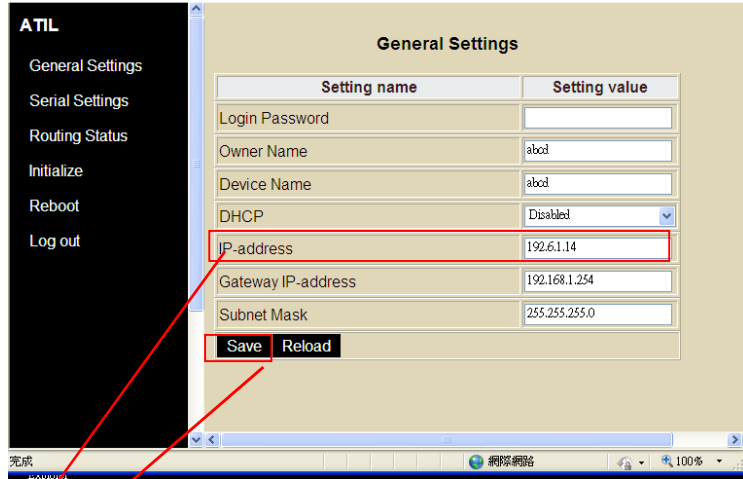 ATIL
General Settings
Serial Settings
Routing Status
Initialize
Reboot
Log out
General Settings
Setting name Setting value
Login Password
Owner Name abcd
Device Name abcd
DHCP Disabled
IP-address 192.6.1.14
Gateway IP-address 192.168.1.254
Subnet Mask 255.255.255.0
Save Reload
完成 網際網路 100%